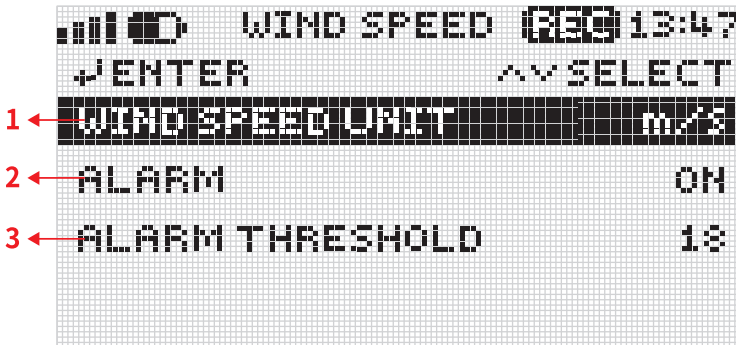 WIND SPEED REC 13:47
ENTER SELECT
1 WIND SPEED UNIT m/s
2 ALARM ON
3 ALARM THRESHOLD 18